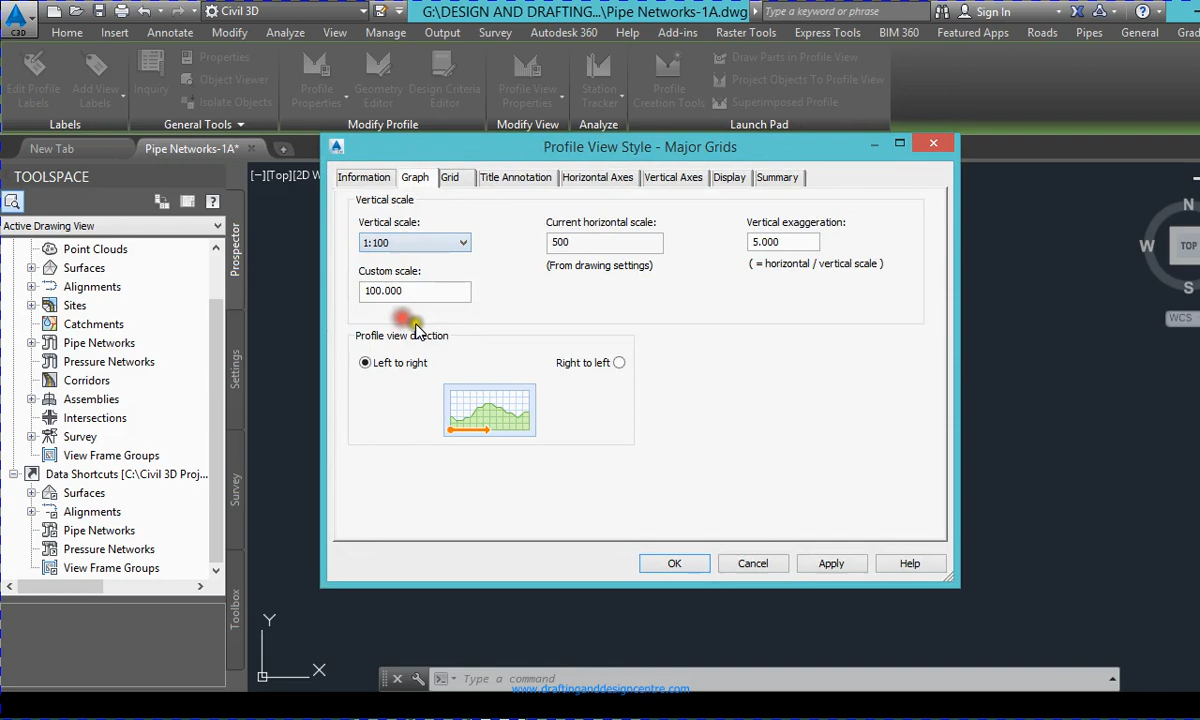 Civil 3D
G:\DESIGN AND DRAFTING...\Pipe Networks-1A.dwg
Type a keyword or phrase
Sign In
C3D
Home Insert Annotate Modify Analyze View Manage Output Survey Autodesk 360 Help Add-ins Raster Tools Express Tools BIM 360 Featured Apps Roads Pipes General Grad
Edit Profile Labels
Add View Labels
Inquiry
Properties
Object Viewer
Isolate Objects
Profile Properties
Geometry Editor
Design Criteria Editor
Profile View Properties
Station Tracker
Profile Creation Tools
Draw Parts in Profile View
Project Objects To Profile View
Superimposed Profile
Labels General Tools Modify Profile Modify View Analyze Launch Pad
New Tab Pipe Networks-1A*
TOOLSPACE
Active Drawing View
Point Clouds
Surfaces
Alignments
Sites
Catchments
Pipe Networks
Pressure Networks
Corridors
Assemblies
Intersections
Survey
View Frame Groups
Data Shortcuts [C:\Civil 3D Proj...
Surfaces
Alignments
Pipe Networks
Pressure Networks
View Frame Groups
Prospector
Settings
Survey
Toolbox
[−][Top][2D W
Profile View Style - Major Grids
Information Graph Grid Title Annotation Horizontal Axes Vertical Axes Display Summary
Vertical scale
Vertical scale: Current horizontal scale: Vertical exaggeration:
1:100 500 5.000
(From drawing settings) ( = horizontal / vertical scale )
Custom scale:
100.000
Profile view direction
Left to right Right to left
OK Cancel Apply Help
N
W TOP
S
WCS
Y
X
Type a command
www.draftinganddesigncentre.com